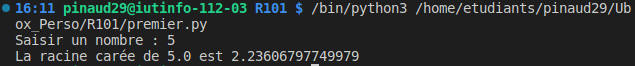 16:11 pinaud29@iutinfo-112-03 R101 $ /bin/python3 /home/etudiants/pinaud29/Ub
ox_Perso/R101/premier.py
Saisir un nombre : 5
La racine carée de 5.0 est 2.23606797749979